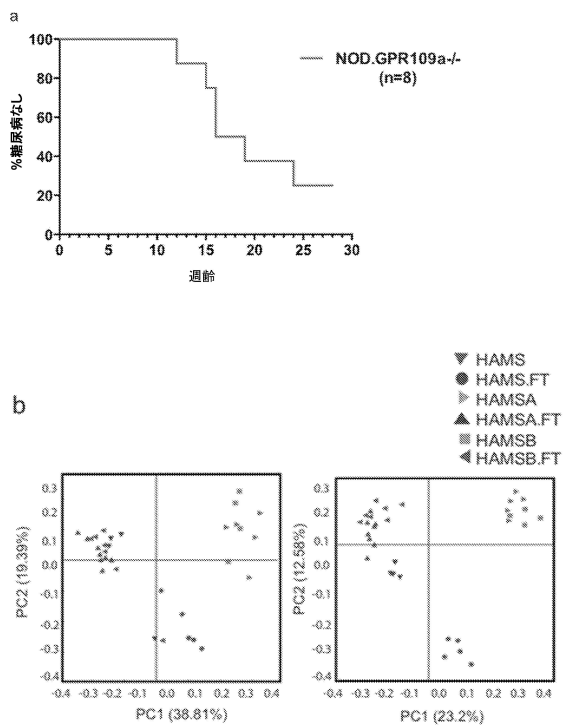 a
%糖尿病なし
100
80
60
40
20
0
0 5 10 15 20 25 30
週齢
NOD.GPR109a-/-
(n=8)
b
HAMS
HAMS.FT
HAMSA
HAMSA.FT
HAMSB
HAMSB.FT
PC2 (19.39%)
0.3
0.2
0.1
0.0
-0.1
-0.2
-0.3
-0.4
-0.4 -0.3 -0.2 -0.1 0.0 0.1 0.2 0.3 0.4
PC1 (38.81%)
PC2 (12.58%)
0.3
0.2
0.1
0.0
-0.1
-0.2
-0.3
-0.4
-0.4 -0.3 -0.2 -0.1 0.0 0.1 0.2 0.3 0.4
PC1 (23.2%)